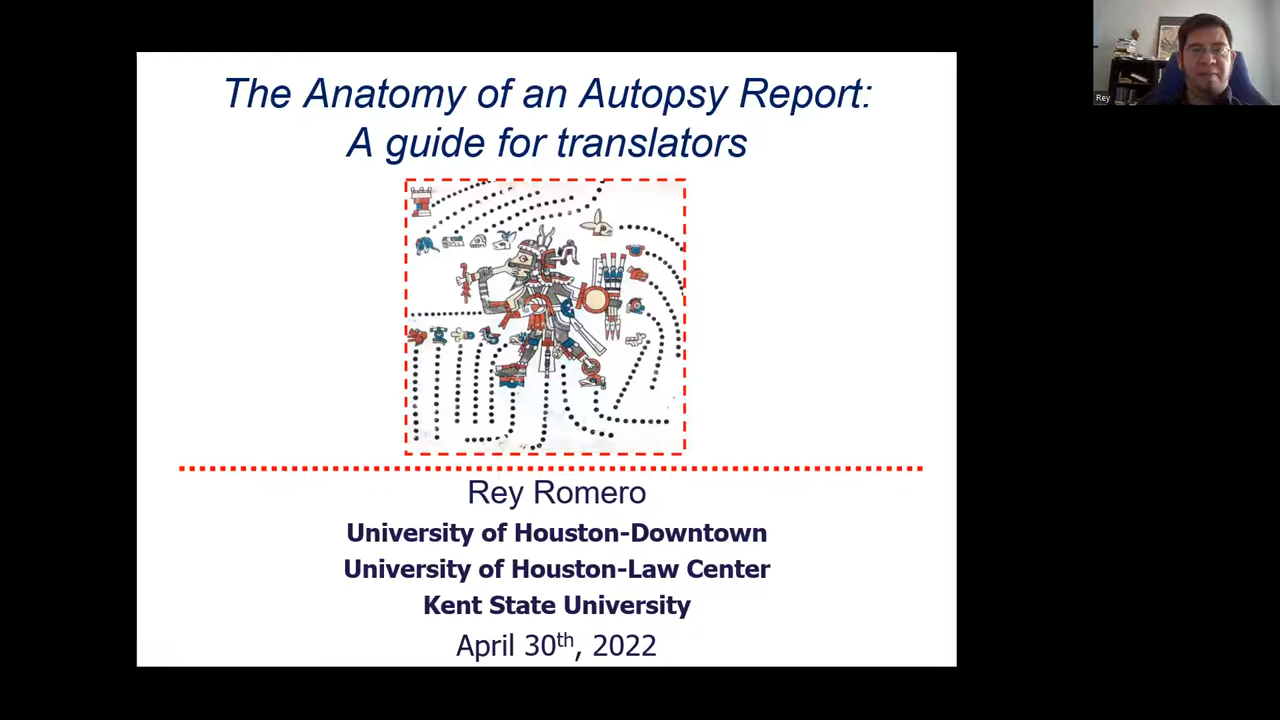 The Anatomy of an Autopsy Report:
A guide for translators
Rey Romero
University of Houston-Downtown
University of Houston-Law Center
Kent State University
April 30th, 2022
Rey